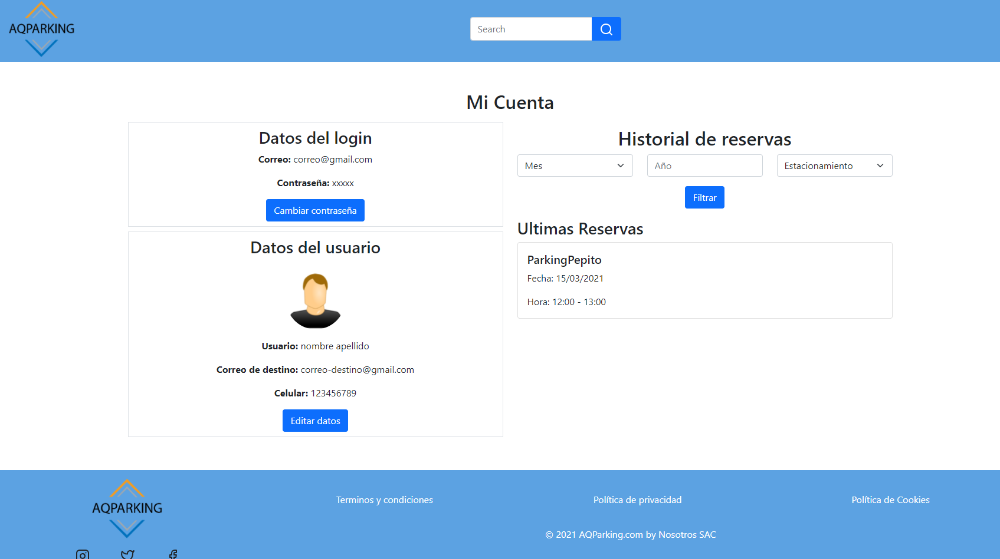 AQPARKING
Search
Mi Cuenta
Datos del login
Correo: correo@gmail.com
Contraseña: xxxxx
Cambiar contraseña
Datos del usuario
Usuario: nombre apellido
Correo de destino: correo-destino@gmail.com
Celular: 123456789
Editar datos
Historial de reservas
Mes
Año
Estacionamiento
Filtrar
Ultimas Reservas
ParkingPepito
Fecha: 15/03/2021
Hora: 12:00 - 13:00
AQPARKING
Terminos y condiciones
Política de privacidad
Política de Cookies
© 2021 AQParking.com by Nosotros SAC